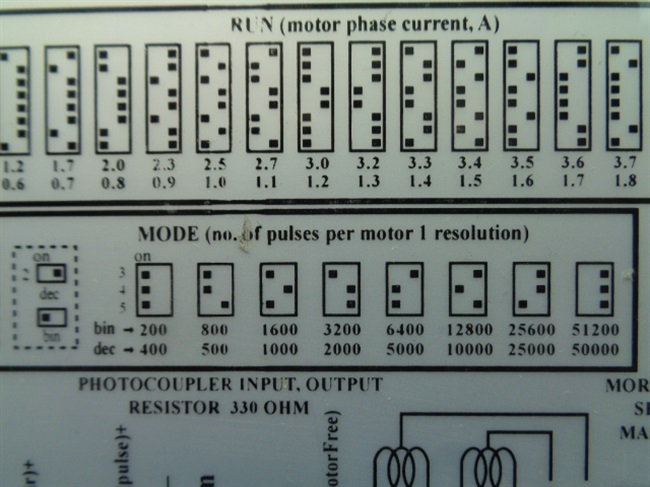 RUN (motor phase current, A)
1.2 1.7 2.0 2.3 2.5 2.7 3.0 3.2 3.3 3.4 3.5 3.6 3.7
0.6 0.7 0.8 0.9 1.0 1.1 1.2 1.3 1.4 1.5 1.6 1.7 1.8
MODE (no. of pulses per motor 1 resolution)
on on
2 3
dec 4
bin 5
bin → 200 800 1600 3200 6400 12800 25600 51200
dec → 400 500 1000 2000 5000 10000 25000 50000
PHOTOCOUPLER INPUT, OUTPUT MOR
RESISTOR 330 OHM S
MA
r)+
pulse)+
m
otorFree)